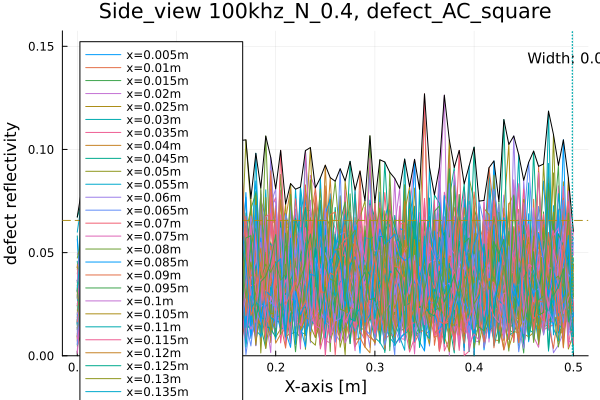 Side_view 100khz_N_0.4, defect_AC_square
Width: 0.0
defect reflectivity
0.15
0.10
0.05
0.00
x=0.005m
x=0.01m
x=0.015m
x=0.02m
x=0.025m
x=0.03m
x=0.035m
x=0.04m
x=0.045m
x=0.05m
x=0.055m
x=0.06m
x=0.065m
x=0.07m
x=0.075m
x=0.08m
x=0.085m
x=0.09m
x=0.095m
x=0.1m
x=0.105m
x=0.11m
x=0.115m
x=0.12m
x=0.125m
x=0.13m
x=0.135m
0. 0.2 0.3 0.4 0.5
X-axis [m]